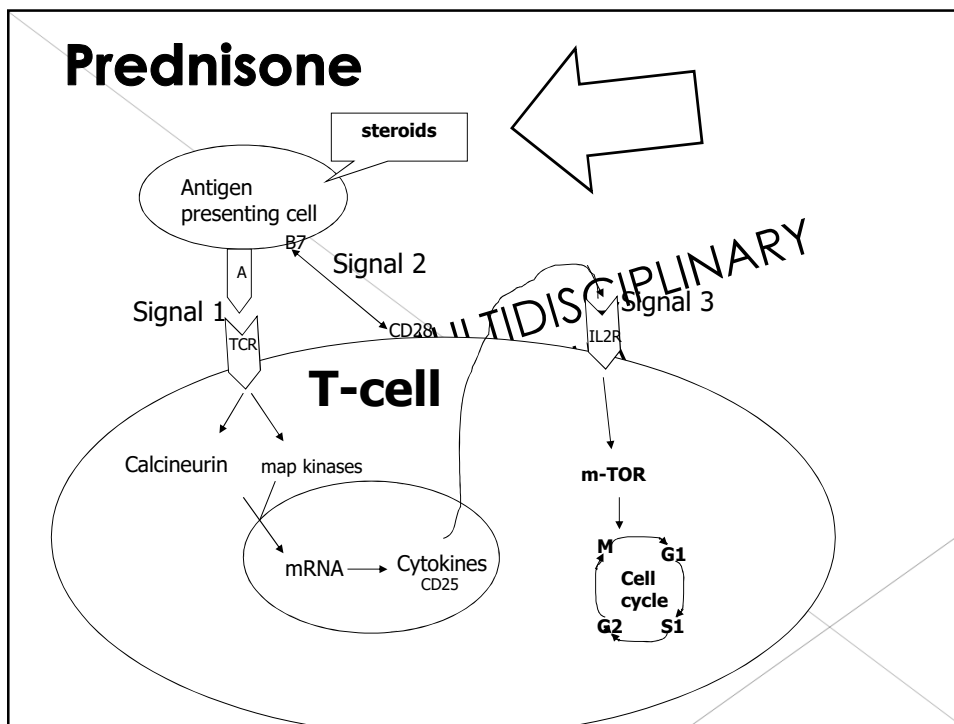 Prednisone
steroids
Antigen
presenting cell
B7
A
Signal 2
Signal 1
Signal 3
CD28
TCR
IL2R
T-cell
Calcineurin
map kinases
m-TOR
mRNA
Cytokines
CD25
M
G1
Cell
cycle
G2
S1